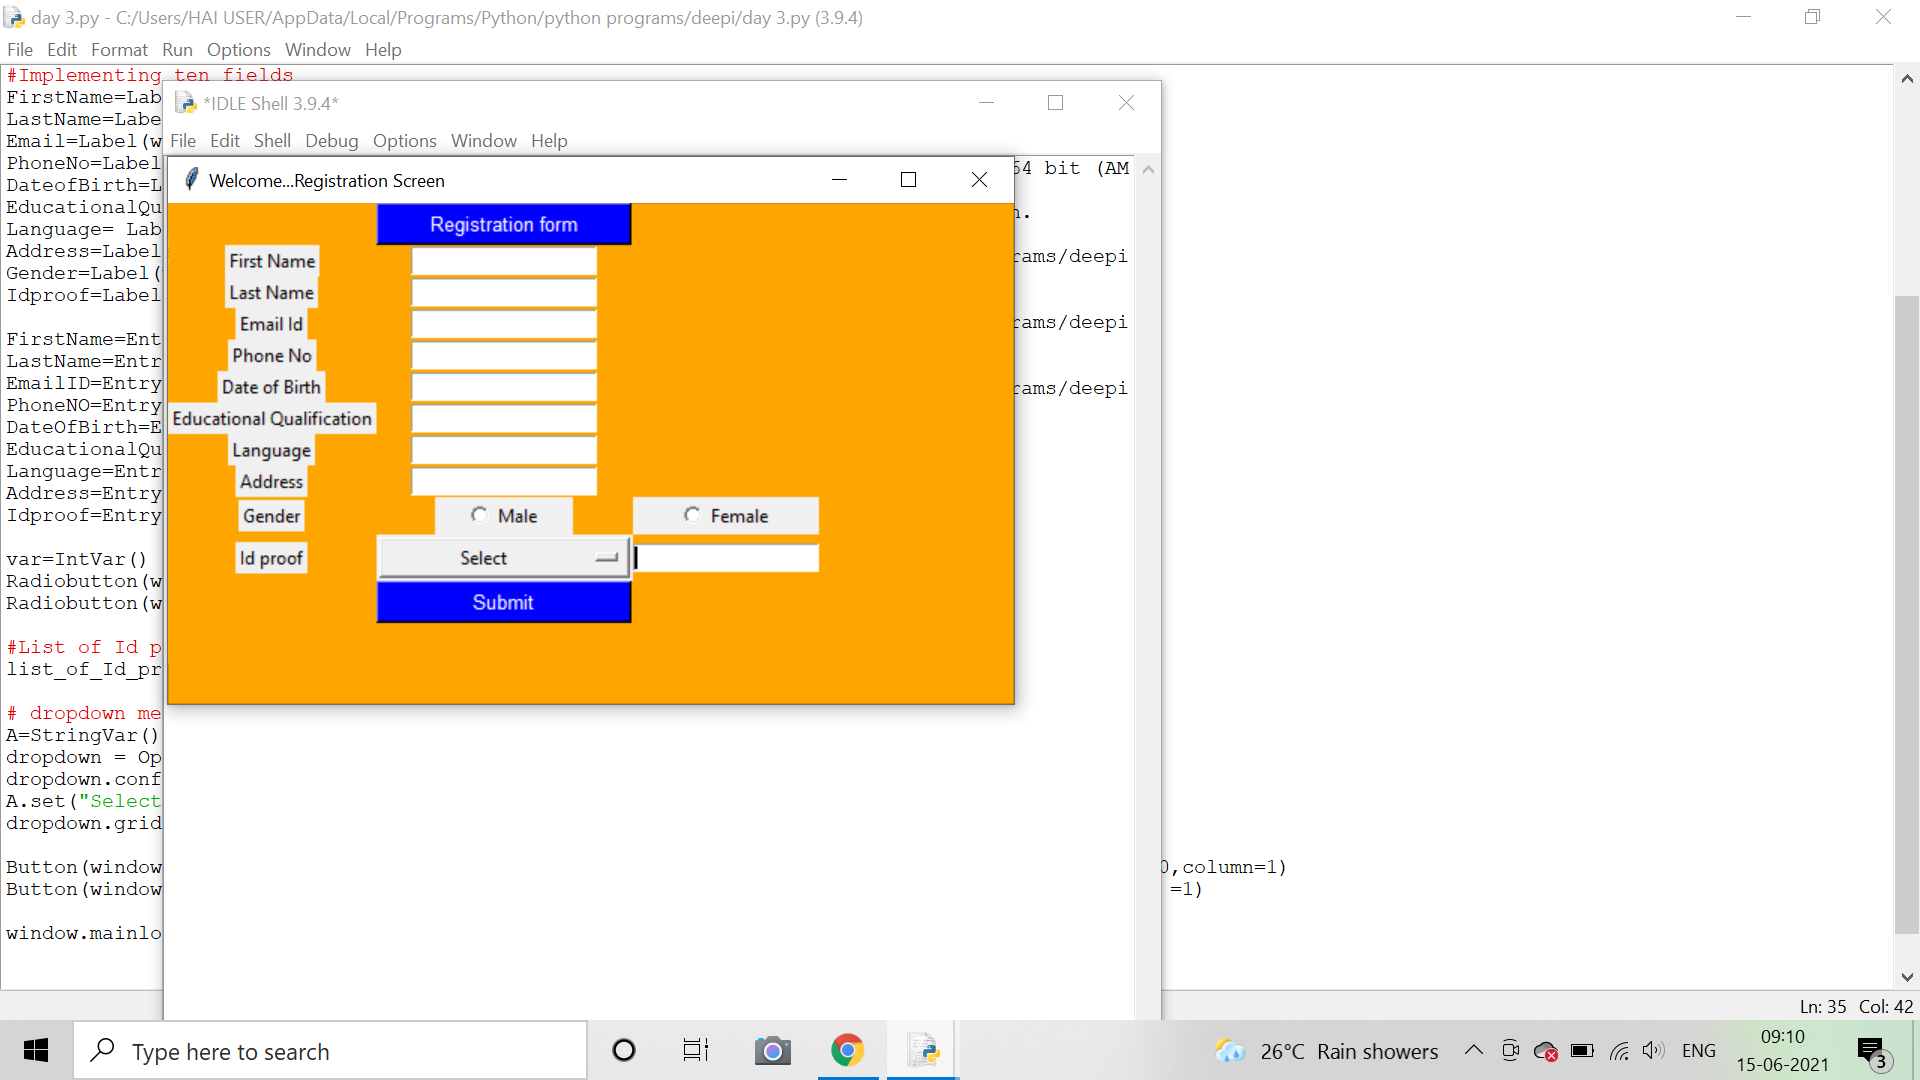 day 3.py - C:/Users/HAI USER/AppData/Local/Programs/Python/python programs/deepi/day 3.py (3.9.4)
File Edit Format Run Options Window Help
#Implementing ten fields
FirstName=Lab
LastName=Labe
Email=Label(w
PhoneNo=Label
DateofBirth=L
EducationalQu
Language= Lab
Address=Label
Gender=Label(
Idproof=Label
FirstName=Ent
LastName=Entr
EmailID=Entry
PhoneNO=Entry
DateOfBirth=E
EducationalQu
Language=Entr
Address=Entry
Idproof=Entry
var=IntVar()
Radiobutton(w
Radiobutton(w
#List of Id p
list_of_Id_pr
# dropdown me
A=StringVar()
dropdown = Op
dropdown.conf
A.set("Select
dropdown.grid
Button(window
Button(window
window.mainlo
0,column=1)
=1)
*IDLE Shell 3.9.4*
File Edit Shell Debug Options Window Help
64 bit (AM
n.
rams/deepi
rams/deepi
rams/deepi
Welcome...Registration Screen
Registration form
First Name
Last Name
Email Id
Phone No
Date of Birth
Educational Qualification
Language
Address
Gender Male Female
Id proof Select
Submit
Ln: 35 Col: 42
Type here to search
26°C Rain showers
ENG
09:10
15-06-2021
3